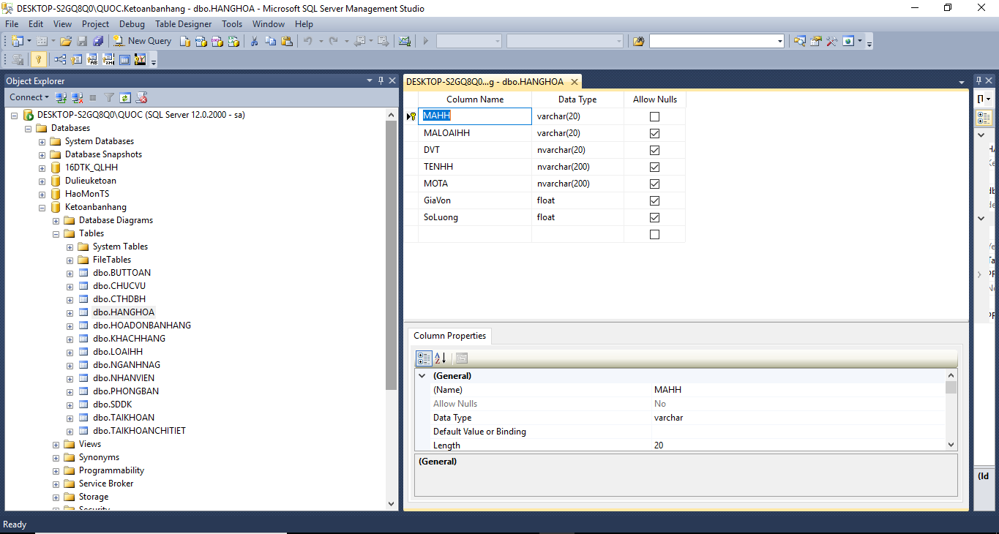 DESKTOP-S2GQ8Q0\QUOC.Ketoanbanhang - dbo.HANGHOA - Microsoft SQL Server Management Studio
File Edit View Project Debug Table Designer Tools Window Help
New Query
Object Explorer
Connect
DESKTOP-S2GQ8Q0\QUOC (SQL Server 12.0.2000 - sa)
Databases
System Databases
Database Snapshots
16DTK_QLHH
Dulieuketoan
HaoMonTS
Ketoanbanhang
Database Diagrams
Tables
System Tables
FileTables
dbo.BUTTOAN
dbo.CHUCVU
dbo.CTHDBH
dbo.HANGHOA
dbo.HOADONBANHANG
dbo.KHACHHANG
dbo.LOAIHH
dbo.NGANHNAG
dbo.NHANVIEN
dbo.PHONGBAN
dbo.SDDK
dbo.TAIKHOAN
dbo.TAIKHOANCHITIET
Views
Synonyms
Programmability
Service Broker
Storage
Security
DESKTOP-S2GQ8Q0...g - dbo.HANGHOA
Column Name Data Type Allow Nulls
MAHH varchar(20)
MALOAIHH varchar(20)
DVT nvarchar(20)
TENHH nvarchar(200)
MOTA nvarchar(200)
GiaVon float
SoLuong float
Column Properties
(General)
(Name) MAHH
Allow Nulls No
Data Type varchar
Default Value or Binding
Length 20
(General)
(Id
Ready